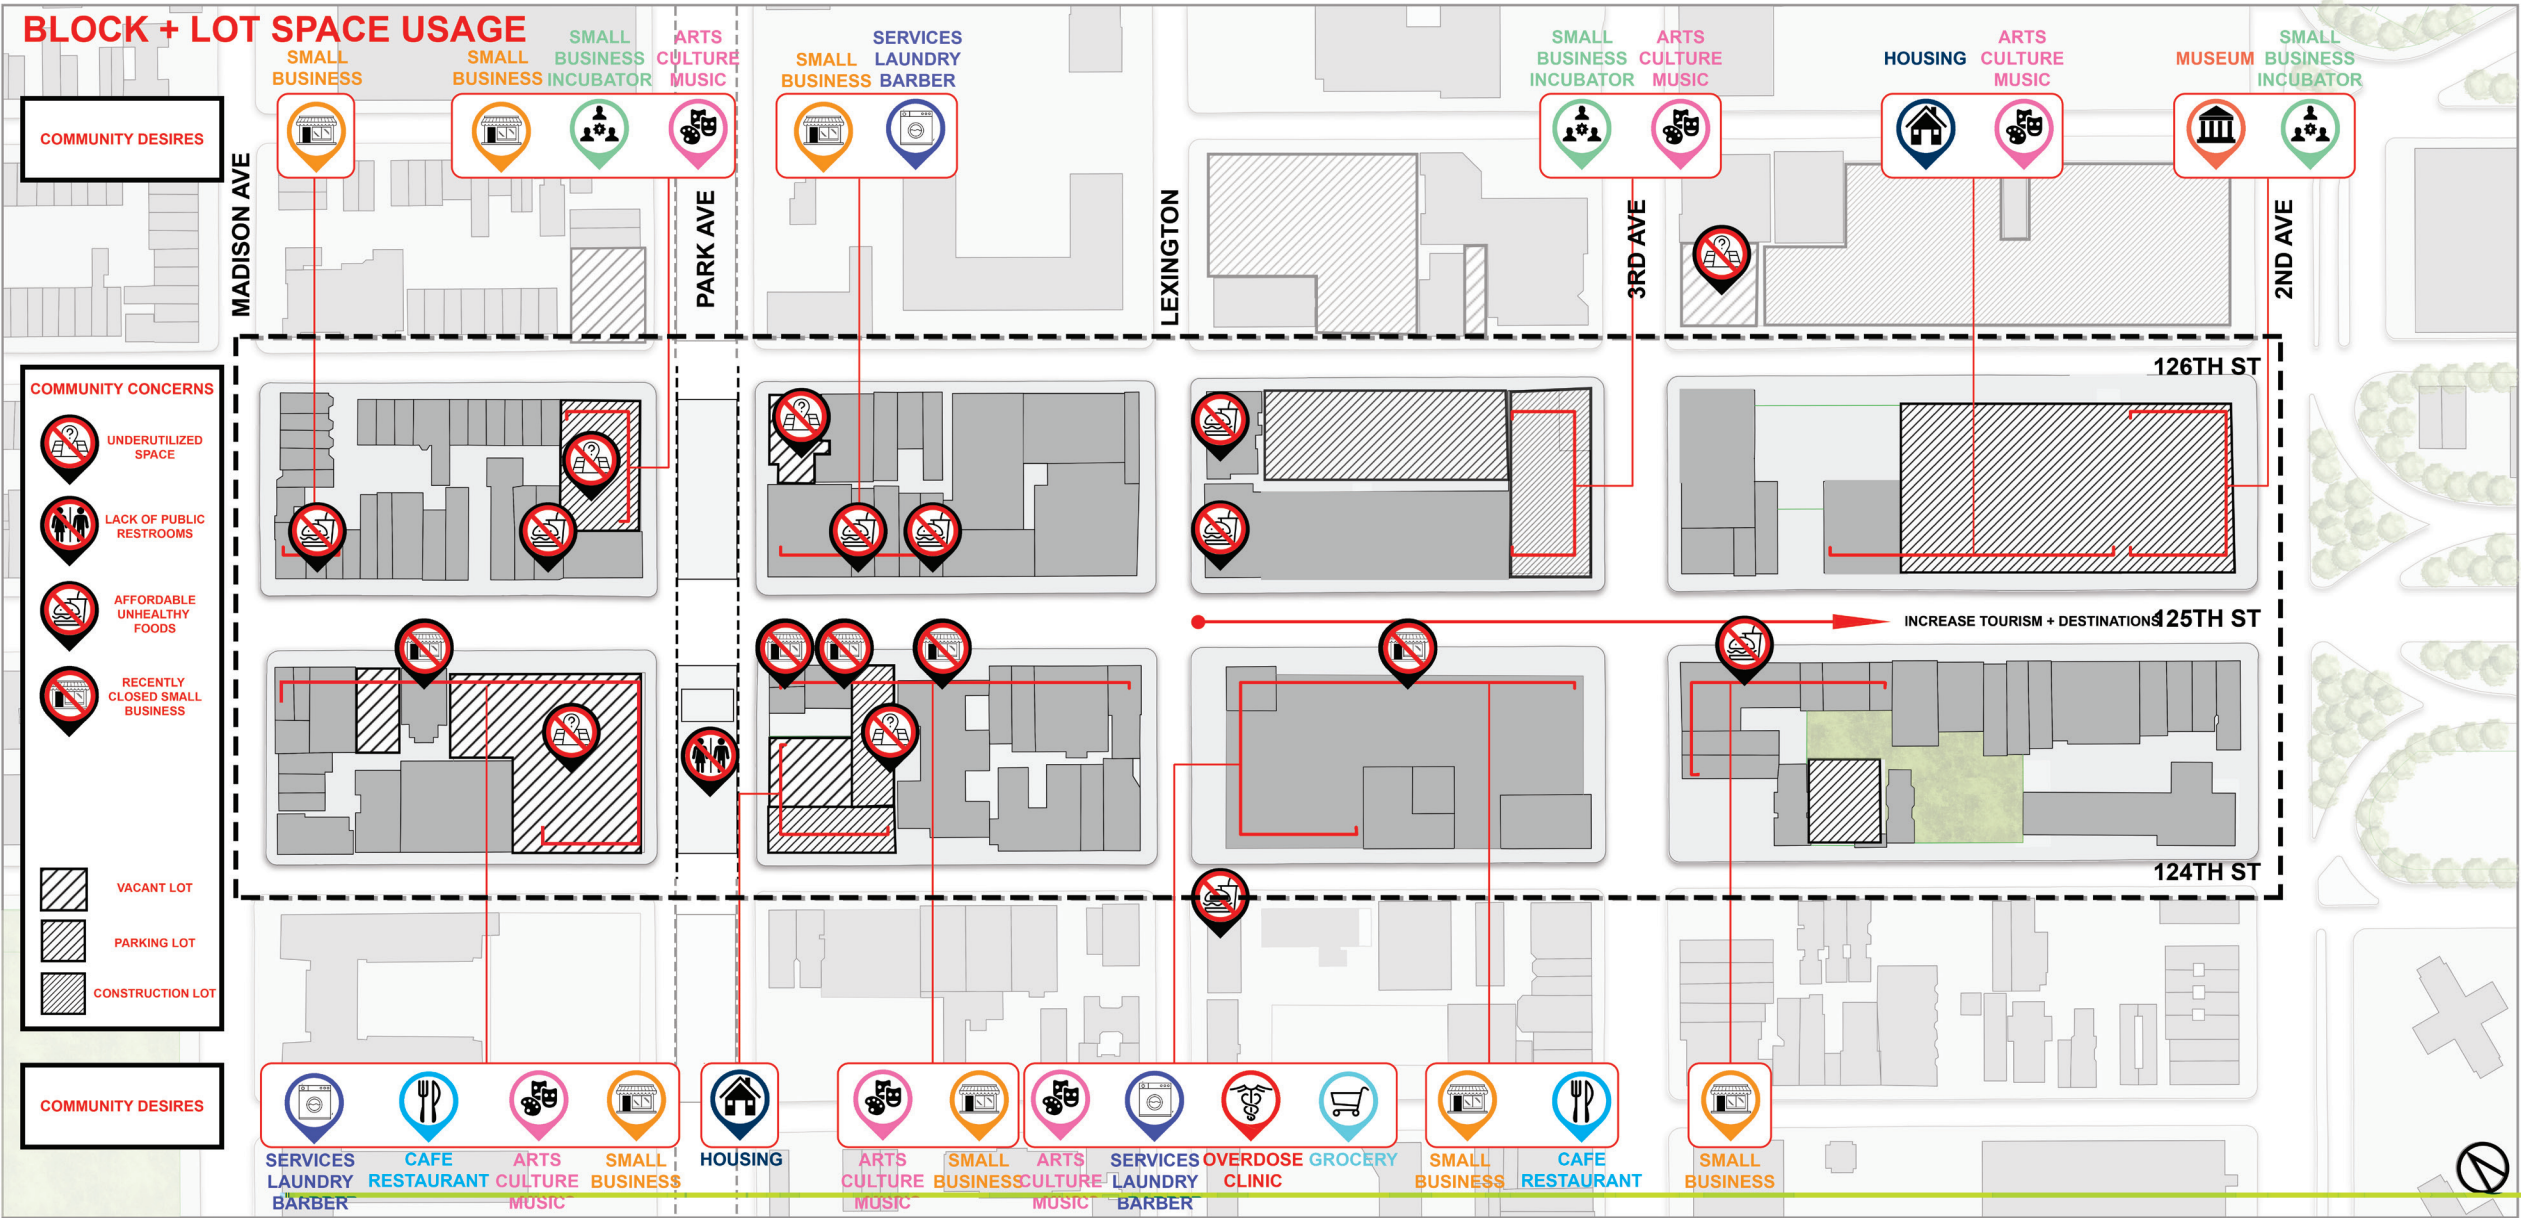 BLOCK + LOT SPACE USAGE
SMALL
BUSINESS
SMALL
BUSINESS
SMALL
BUSINESS
INCUBATOR
ARTS
CULTURE
MUSIC
SMALL
BUSINESS
SERVICES
LAUNDRY
BARBER
SMALL
BUSINESS
INCUBATOR
ARTS
CULTURE
MUSIC
HOUSING
ARTS
CULTURE
MUSIC
MUSEUM
SMALL
BUSINESS
INCUBATOR
COMMUNITY DESIRES
MADISON AVE
PARK AVE
LEXINGTON
3RD AVE
2ND AVE
126TH ST
COMMUNITY CONCERNS
UNDERUTILIZED
SPACE
LACK OF PUBLIC
RESTROOMS
AFFORDABLE
UNHEALTHY
FOODS
RECENTLY
CLOSED SMALL
BUSINESS
VACANT LOT
PARKING LOT
CONSTRUCTION LOT
INCREASE TOURISM + DESTINATIONS
125TH ST
124TH ST
COMMUNITY DESIRES
SERVICES
LAUNDRY
BARBER
CAFE
RESTAURANT
ARTS
CULTURE
MUSIC
SMALL
BUSINESS
HOUSING
ARTS
CULTURE
MUSIC
SMALL
BUSINESS
ARTS
CULTURE
MUSIC
SERVICES
LAUNDRY
BARBER
OVERDOSE
CLINIC
GROCERY
SMALL
BUSINESS
CAFE
RESTAURANT
SMALL
BUSINESS